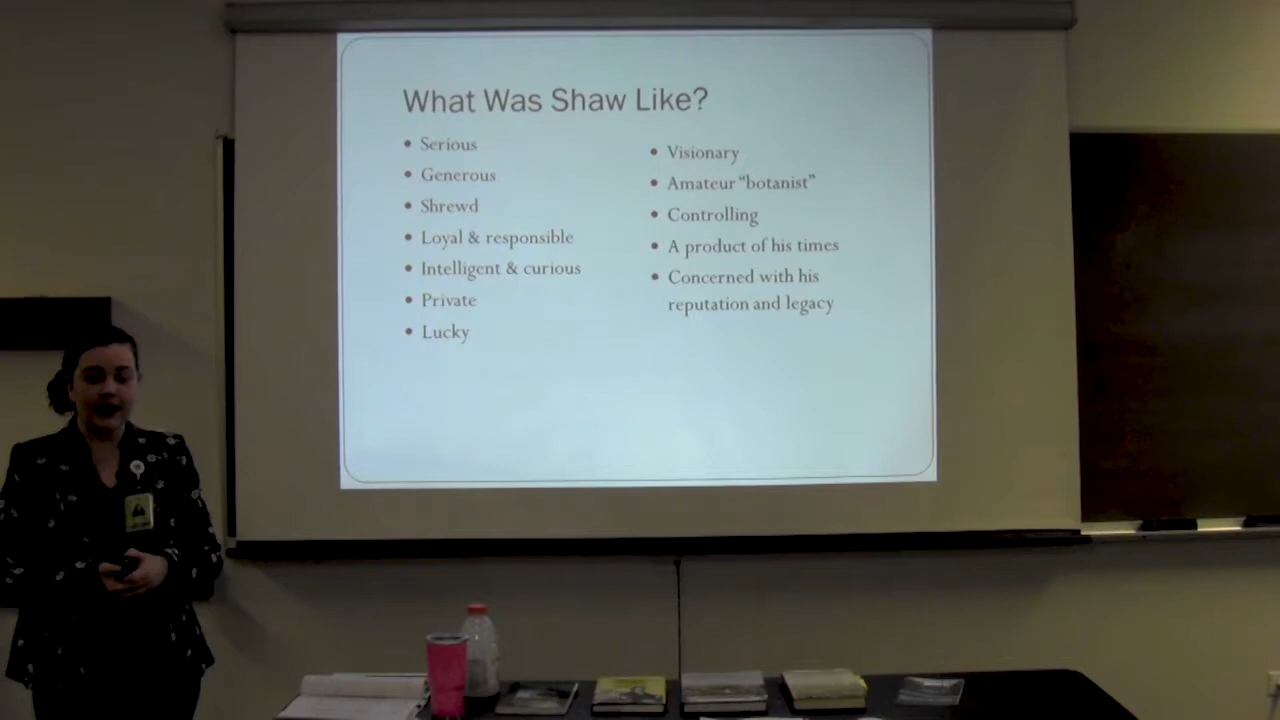 What Was Shaw Like?
• Serious
• Generous
• Shrewd
• Loyal & responsible
• Intelligent & curious
• Private
• Lucky
• Visionary
• Amateur “botanist”
• Controlling
• A product of his times
• Concerned with his
reputation and legacy